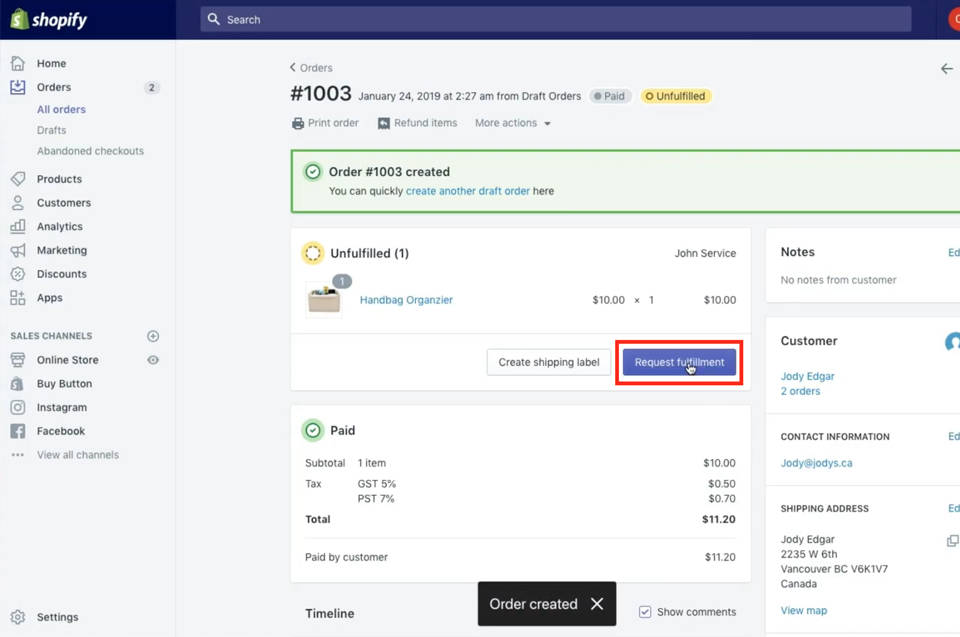 shopify
Search
Home
Orders 2
All orders
Drafts
Abandoned checkouts
Products
Customers
Analytics
Marketing
Discounts
Apps
SALES CHANNELS
Online Store
Buy Button
Instagram
Facebook
View all channels
Settings
Orders
#1003 January 24, 2019 at 2:27 am from Draft Orders Paid Unfulfilled
Print order Refund items More actions
Order #1003 created
You can quickly create another draft order here
Unfulfilled (1) John Service
1
Handbag Organzier $10.00 × 1 $10.00
Create shipping label Request fulfillment
Paid
Subtotal 1 item $10.00
Tax GST 5% $0.50
PST 7% $0.70
Total $11.20
Paid by customer $11.20
Timeline
Show comments
Order created
Notes Ed
No notes from customer
Customer
Jody Edgar
2 orders
CONTACT INFORMATION Ed
Jody@jodys.ca
SHIPPING ADDRESS Ed
Jody Edgar
2235 W 6th
Vancouver BC V6K1V7
Canada
View map